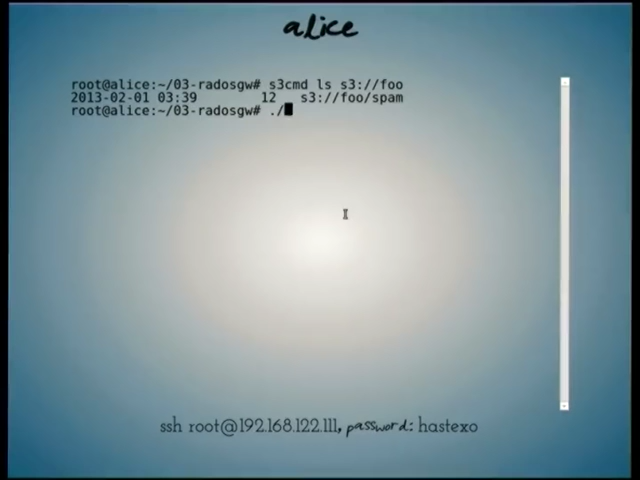 alice
root@alice:~/03-radosgw# s3cmd ls s3://foo
2013-02-01 03:39        12   s3://foo/spam
root@alice:~/03-radosgw# ./
ssh root@192.168.122.111, password: hastexo